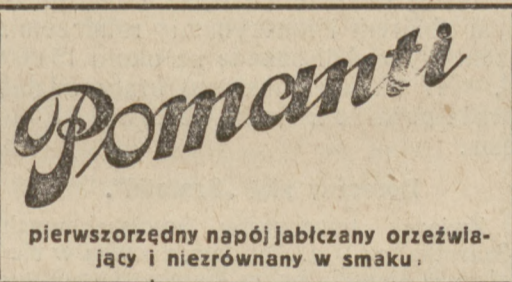 Pomanti
pierwszorzędny napój jabłczany orzeźwia-
jący i niezrównany w smaku.